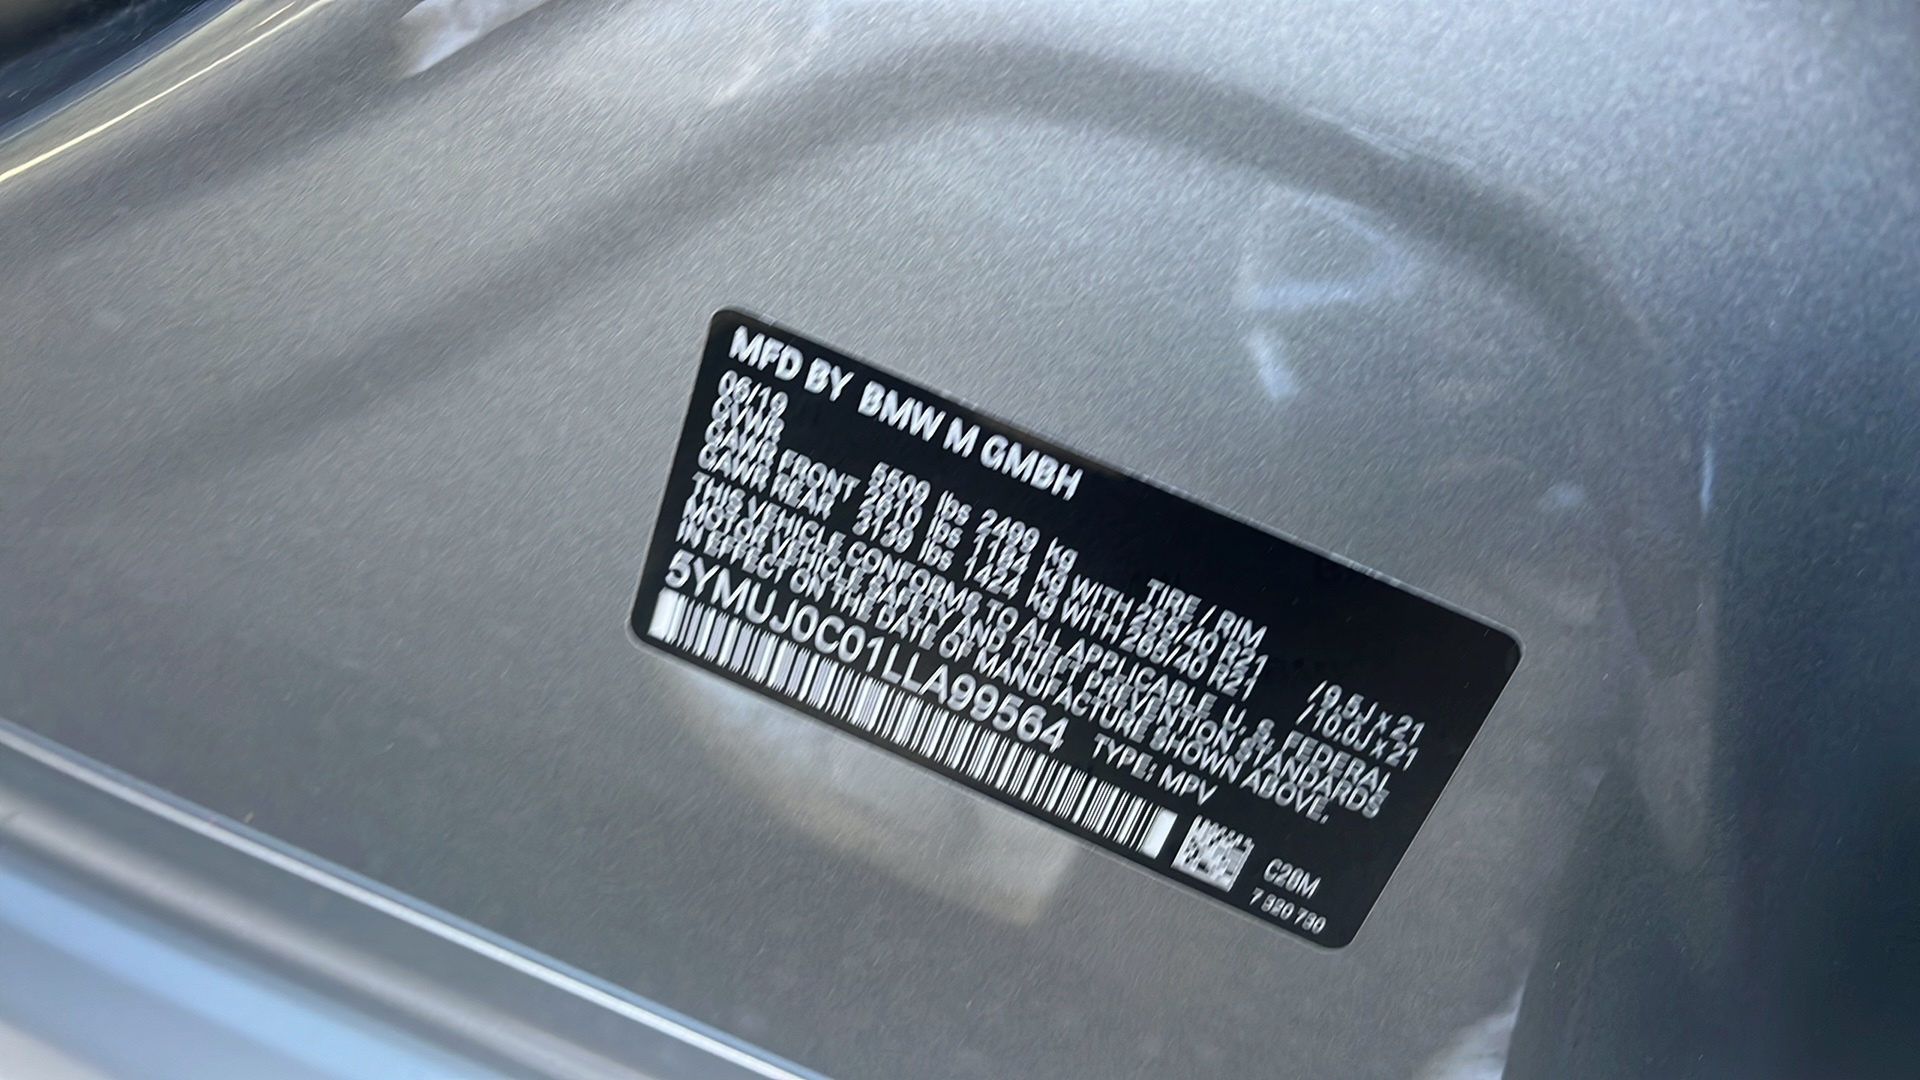 MFD BY BMW M GMBH
06/19
GVWR 5509 lbs 2499 kg TIRE / RIM
GAWR FRONT 2610 lbs 1184 kg WITH 265/40 R21 /9.5J x 21
GAWR REAR 3139 lbs 1424 kg WITH 265/40 R21 /10.0J x 21
THIS VEHICLE CONFORMS TO ALL APPLICABLE U. S. FEDERAL
MOTOR VEHICLE SAFETY AND THEFT PREVENTION STANDARDS
IN EFFECT ON THE DATE OF MANUFACTURE SHOWN ABOVE.
5YMUJ0C01LLA99564 TYPE: MPV
C28M
7 920 730